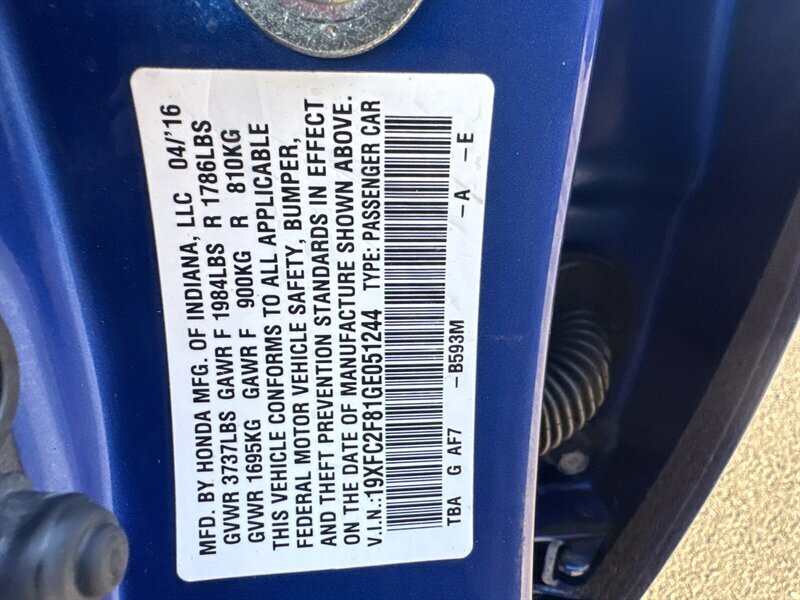 MFD. BY HONDA MFG. OF INDIANA, LLC 04/'16
GVWR 3737LBS GAWR F 1984LBS R 1786LBS
GVWR 1695KG GAWR F 900KG R 810KG
THIS VEHICLE CONFORMS TO ALL APPLICABLE
FEDERAL MOTOR VEHICLE SAFETY, BUMPER,
AND THEFT PREVENTION STANDARDS IN EFFECT
ON THE DATE OF MANUFACTURE SHOWN ABOVE.
V.I.N.:19XFC2F81GE051244 TYPE: PASSENGER CAR
TBA G AF7 -B593M -A -E